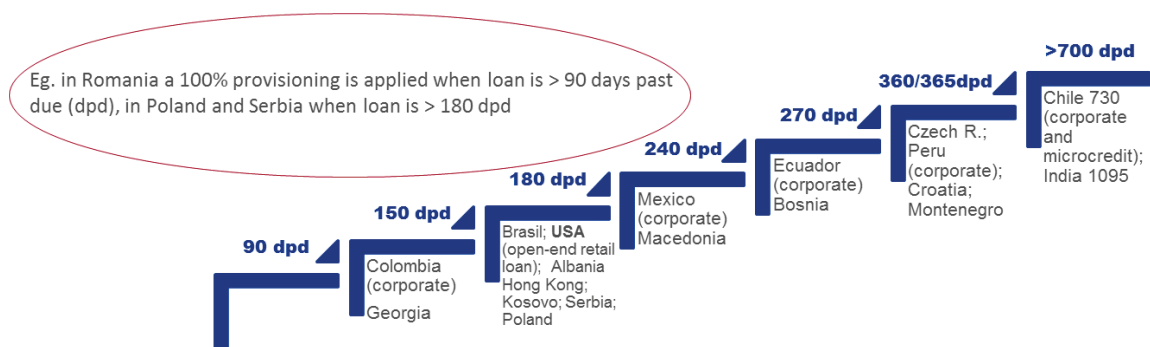 Eg. in Romania a 100% provisioning is applied when loan is > 90 days past
due (dpd), in Poland and Serbia when loan is > 180 dpd
90 dpd
150 dpd
Colombia
(corporate)
Georgia
180 dpd
Brasil; USA
(open-end retail
loan); Albania
Hong Kong;
Kosovo; Serbia;
Poland
240 dpd
Mexico
(corporate)
Macedonia
270 dpd
Ecuador
(corporate)
Bosnia
360/365dpd
Czech R.;
Peru
(corporate);
Croatia;
Montenegro
>700 dpd
Chile 730
(corporate
and
microcredit);
India 1095